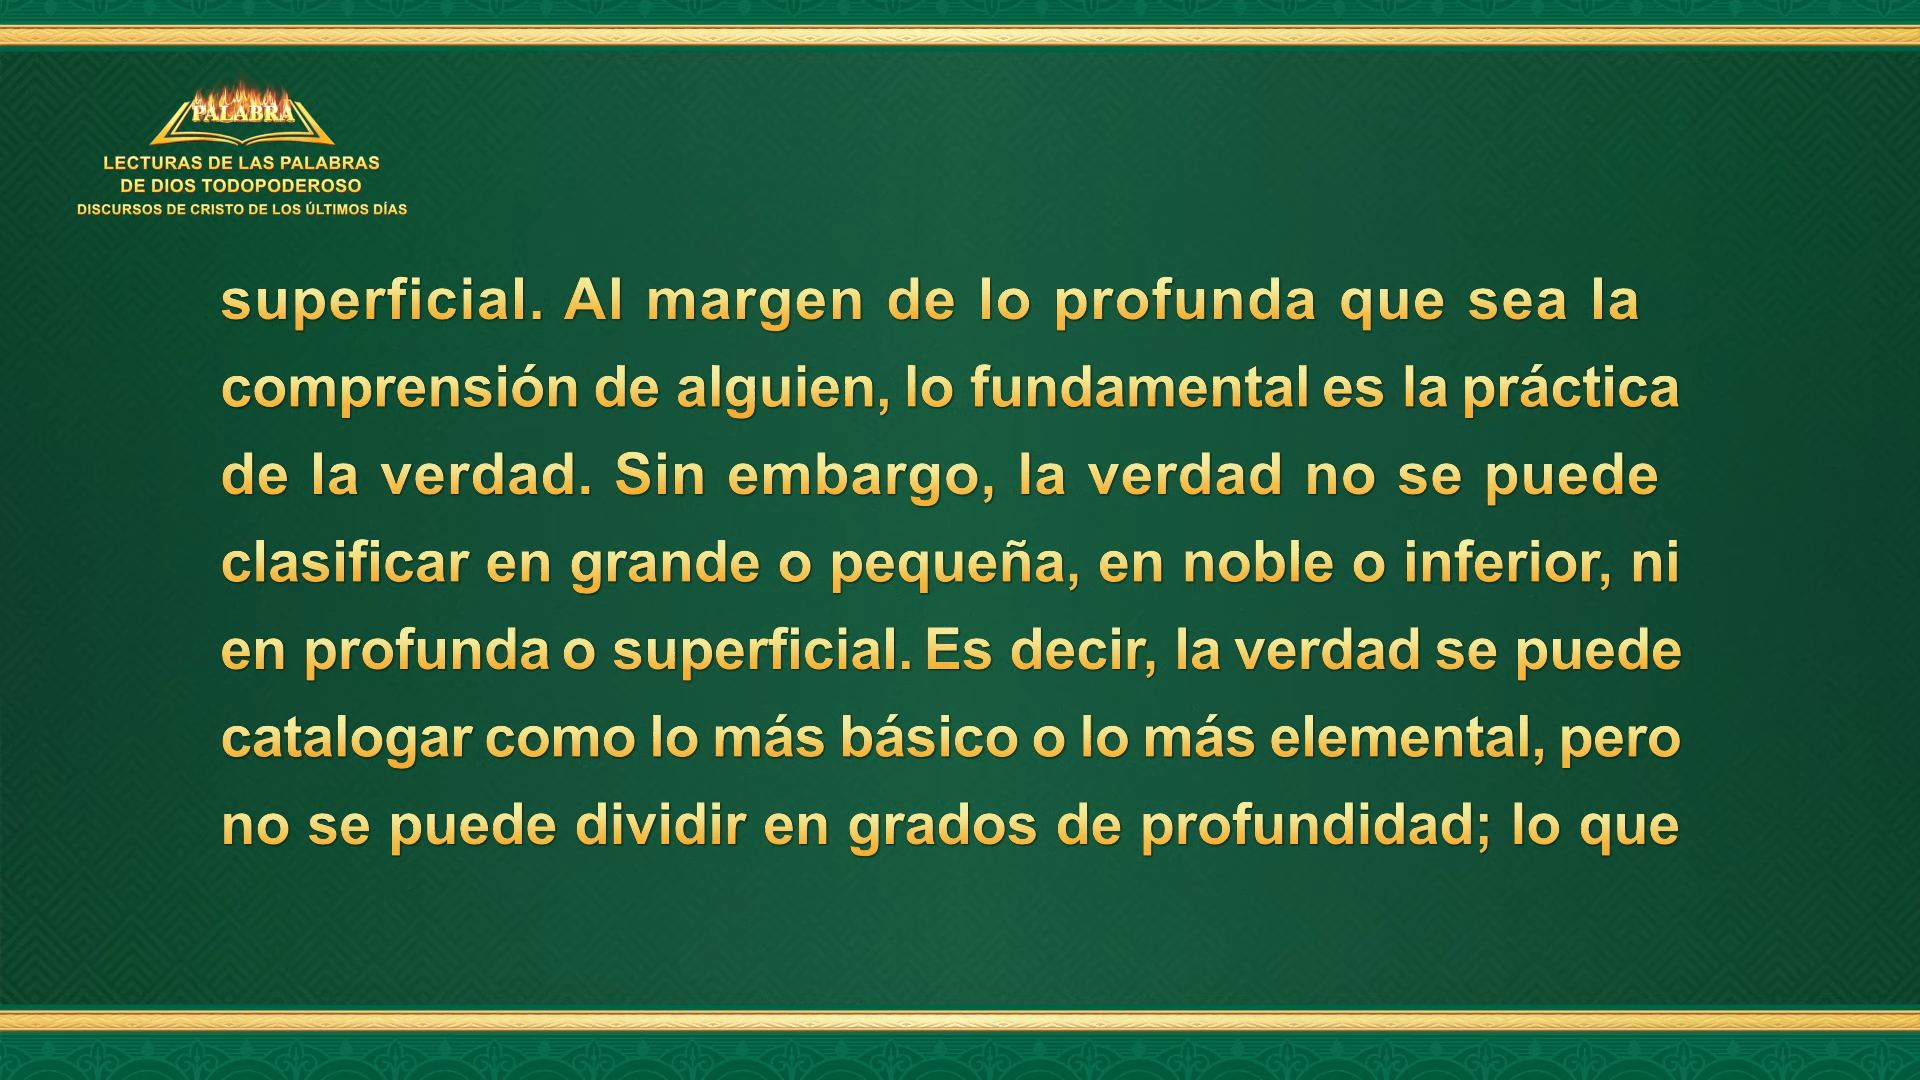 PALABRA
LECTURAS DE LAS PALABRAS
DE DIOS TODOPODEROSO
DISCURSOS DE CRISTO DE LOS ÚLTIMOS DÍAS
superficial. Al margen de lo profunda que sea la
comprensión de alguien, lo fundamental es la práctica
de la verdad. Sin embargo, la verdad no se puede
clasificar en grande o pequeña, en noble o inferior, ni
en profunda o superficial. Es decir, la verdad se puede
catalogar como lo más básico o lo más elemental, pero
no se puede dividir en grados de profundidad; lo que